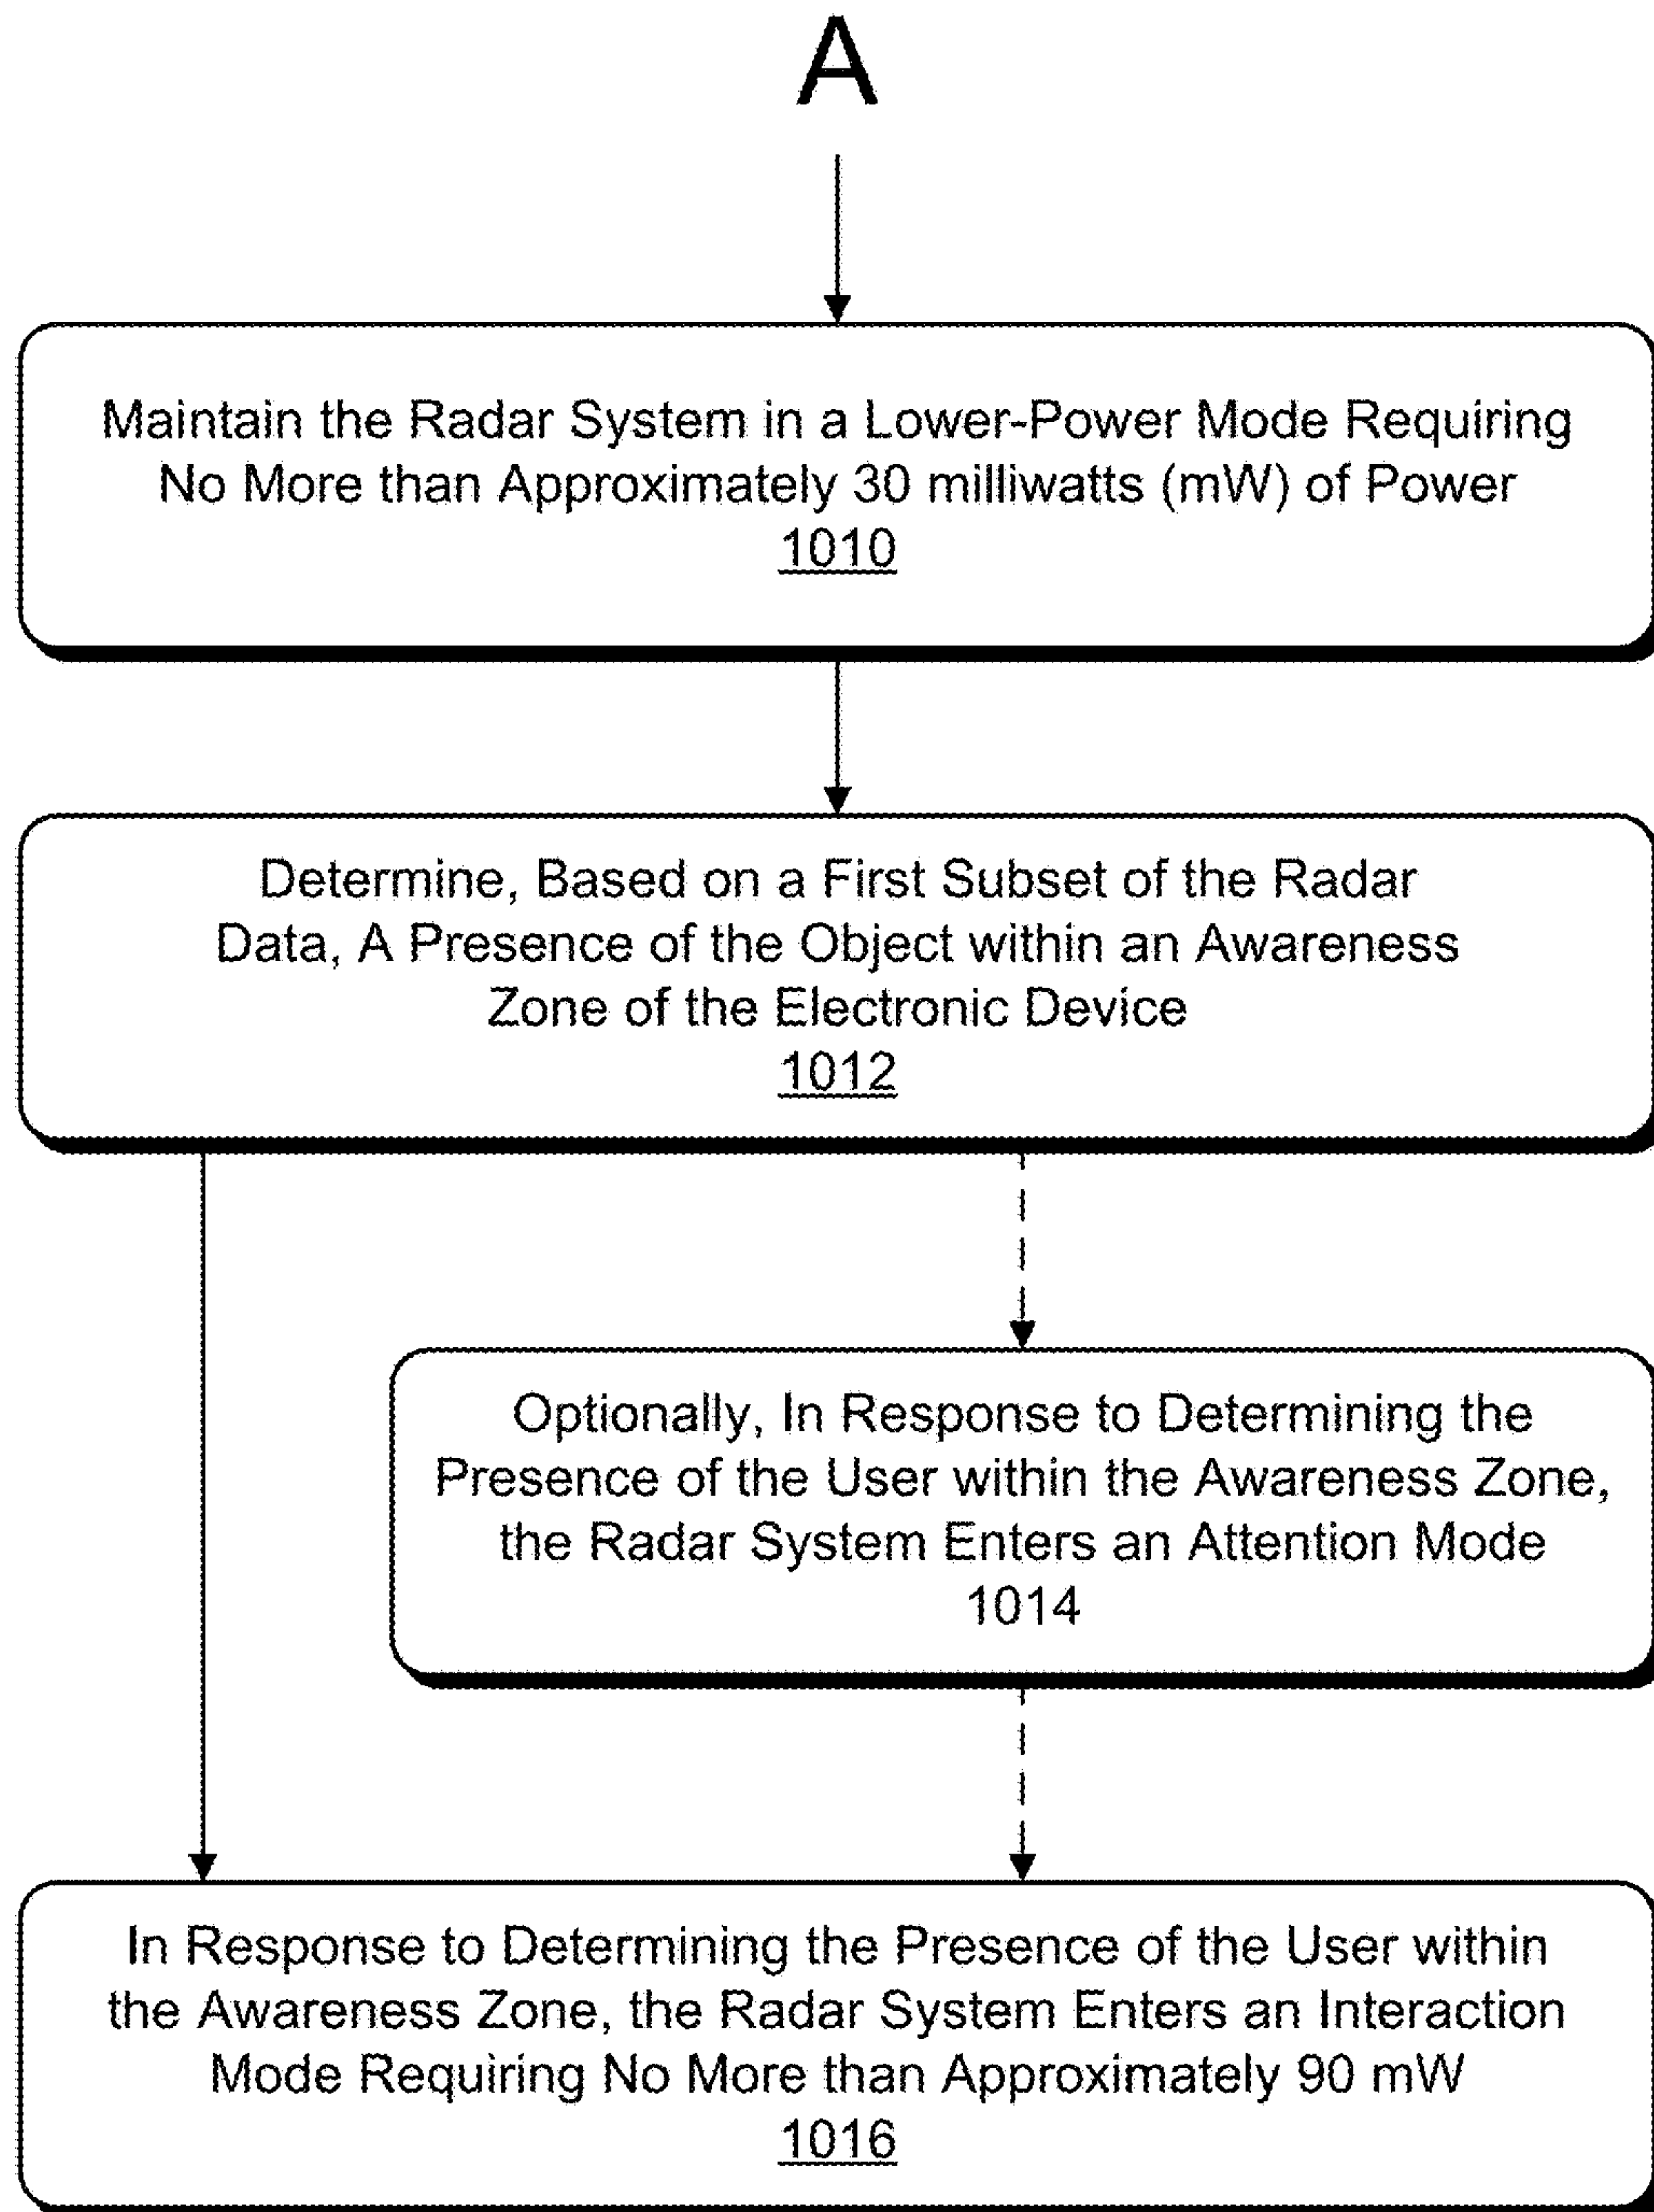 A
Maintain the Radar System in a Lower-Power Mode Requiring
No More than Approximately 30 milliwatts (mW) of Power
1010
Determine, Based on a First Subset of the Radar
Data, A Presence of the Object within an Awareness
Zone of the Electronic Device
1012
Optionally, In Response to Determining the
Presence of the User within the Awareness Zone,
the Radar System Enters an Attention Mode
1014
In Response to Determining the Presence of the User within
the Awareness Zone, the Radar System Enters an Interaction
Mode Requiring No More than Approximately 90 mW
1016